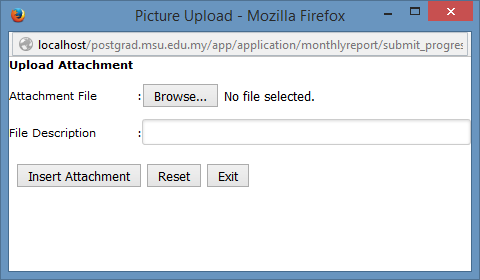 Picture Upload - Mozilla Firefox
localhost/postgrad.msu.edu.my/app/application/monthlyreport/submit_progres
Upload Attachment
Attachment File : Browse... No file selected.
File Description :
Insert Attachment Reset Exit